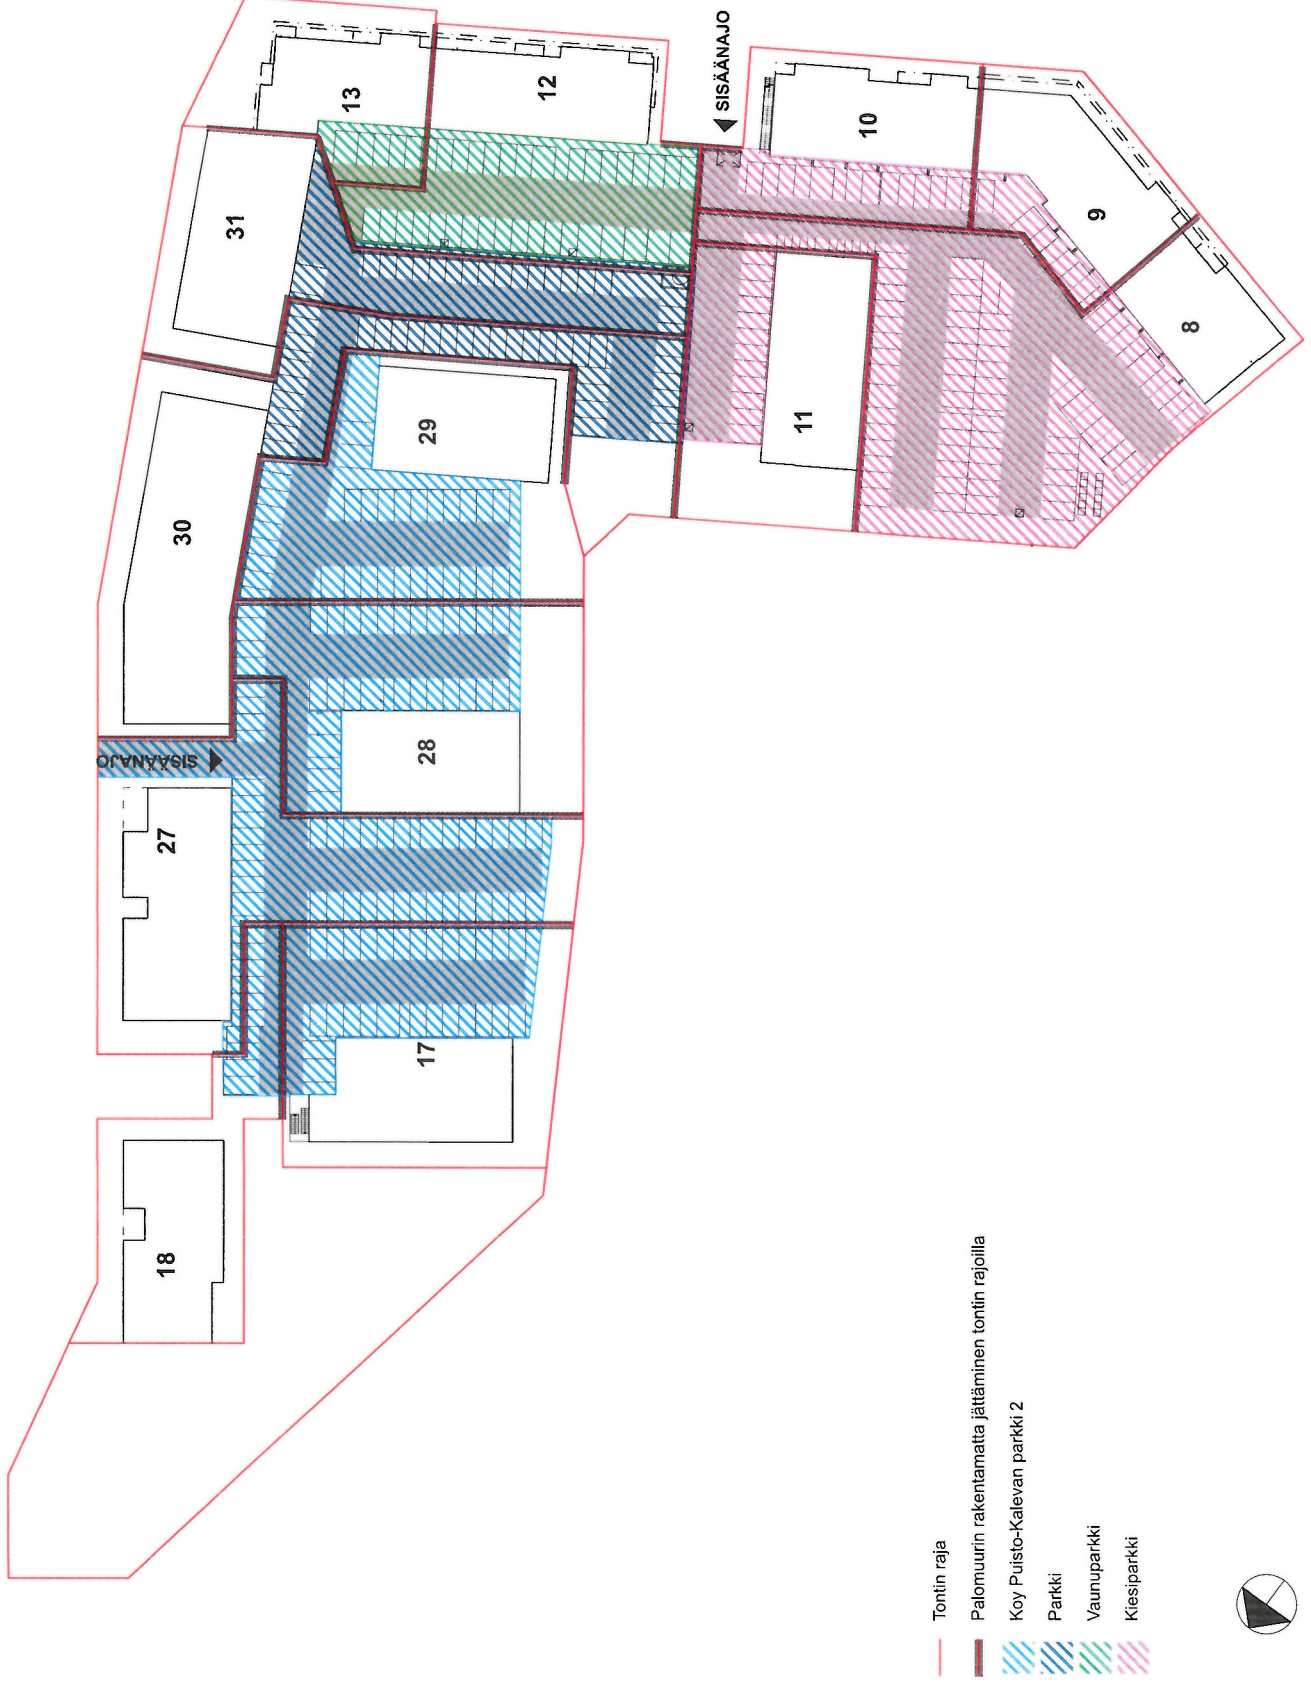 13
12
SISÄÄNAJO
10
9
8
11
31
30
29
28
SISÄÄNAJO
27
17
18
Tontin raja
Palomuurin rakentamatta jättäminen tontin rajoilla
Koy Puisto-Kalevan parkki 2
Parkki
Vaunuparkki
Kiesiparkki